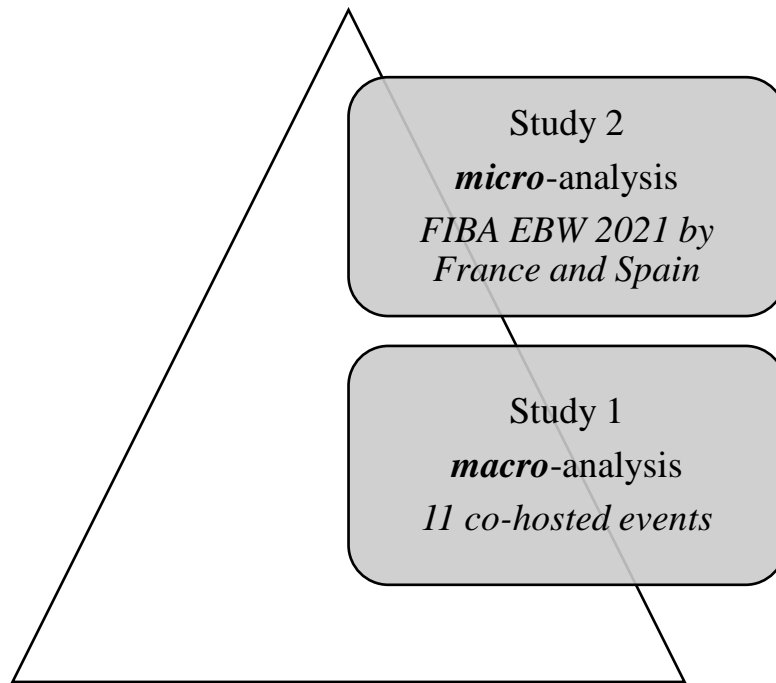 Study 2
micro-analysis
FIBA EBW 2021 by
France and Spain
Study 1
macro-analysis
11 co-hosted events